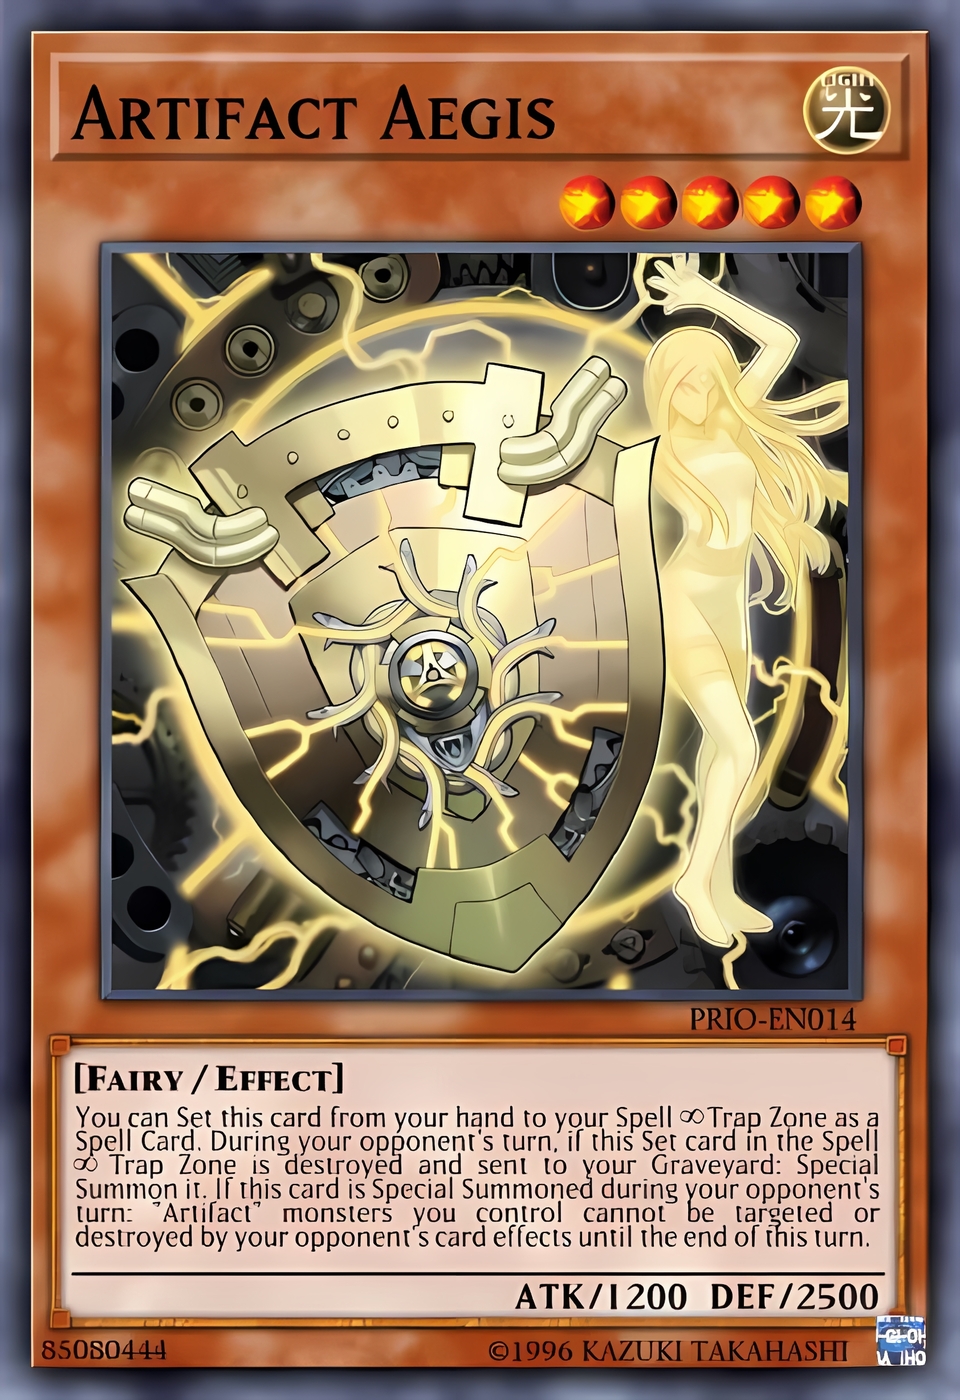 ARTIFACT AEGIS
光
PRIO-EN014
[FAIRY / EFFECT]
You can Set this card from your hand to your Spell ∞ Trap Zone as a
Spell Card. During your opponent's turn, if this Set card in the Spell
∞ Trap Zone is destroyed and sent to your Graveyard: Special
Summon it. If this card is Special Summoned during your opponent's
turn: "Artifact" monsters you control cannot be targeted or
destroyed by your opponent's card effects until the end of this turn.
ATK/1200 DEF/2500
85080444
©1996 KAZUKI TAKAHASHI